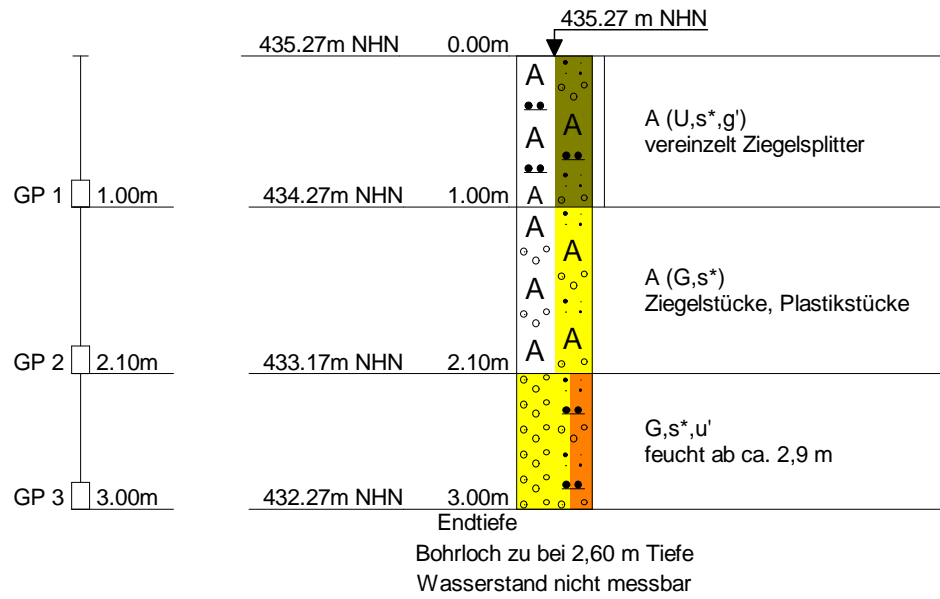 435.27 m NHN
435.27m NHN 0.00m
A
A (U,s*,g')
A A
vereinzelt Ziegelsplitter
GP 1 1.00m 434.27m NHN 1.00m A
A
A
A (G,s*)
A
Ziegelstücke, Plastikstücke
GP 2 2.10m 433.17m NHN 2.10m A A
G,s*,u'
feucht ab ca. 2,9 m
GP 3 3.00m 432.27m NHN 3.00m
Endtiefe
Bohrloch zu bei 2,60 m Tiefe
Wasserstand nicht messbar